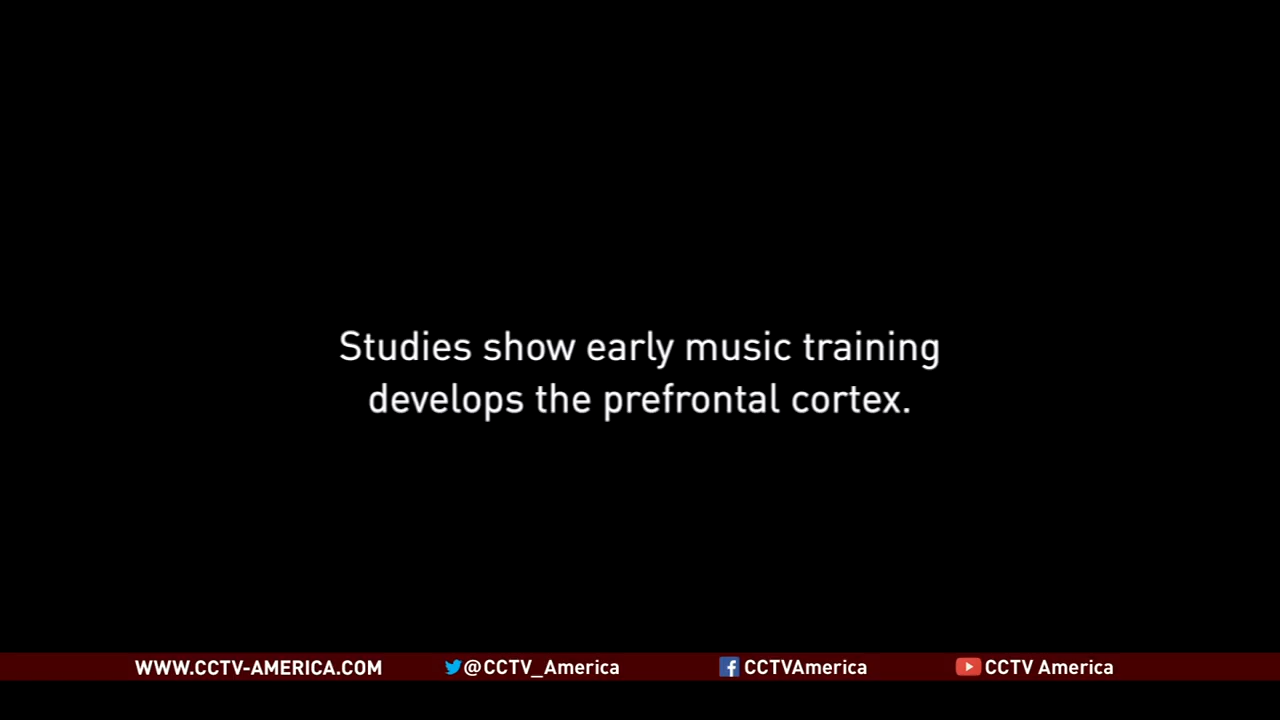 Studies show early music training
develops the prefrontal cortex.
WWW.CCTV-AMERICA.COM @CCTV_America CCTVAmerica CCTV America